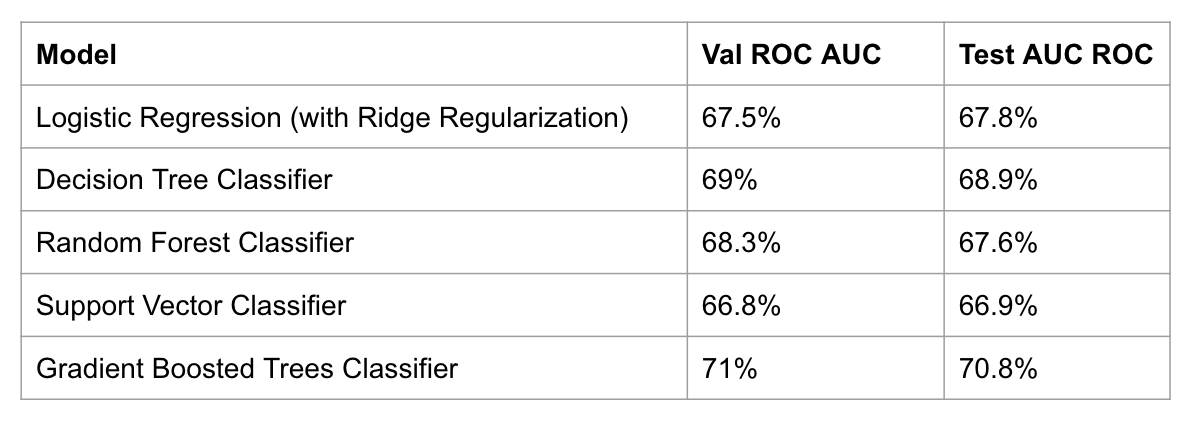 Model Val ROC AUC Test AUC ROC
Logistic Regression (with Ridge Regularization) 67.5% 67.8%
Decision Tree Classifier 69% 68.9%
Random Forest Classifier 68.3% 67.6%
Support Vector Classifier 66.8% 66.9%
Gradient Boosted Trees Classifier 71% 70.8%